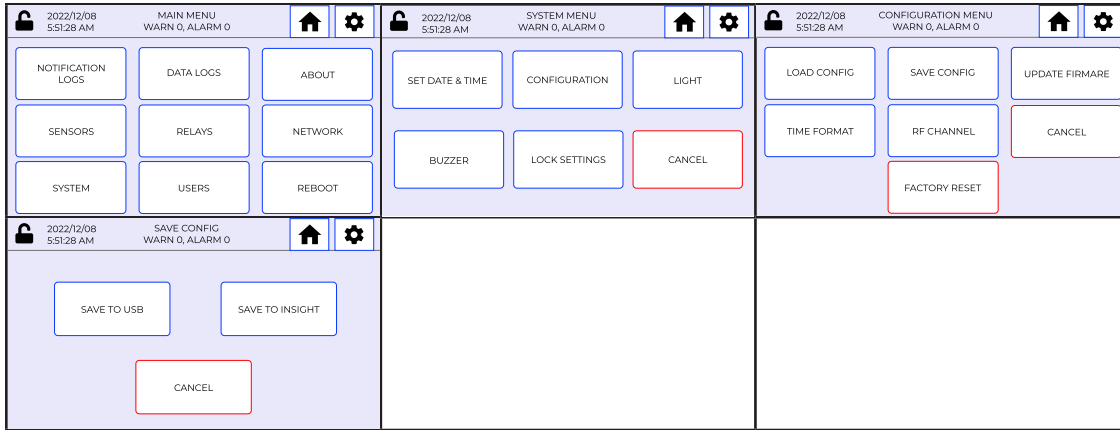 2022/12/08
5:51:28 AM
MAIN MENU
WARN 0, ALARM 0
NOTIFICATION
LOGS
DATA LOGS
ABOUT
SENSORS
RELAYS
NETWORK
SYSTEM
USERS
REBOOT
2022/12/08
5:51:28 AM
SYSTEM MENU
WARN 0, ALARM 0
SET DATE & TIME
CONFIGURATION
LIGHT
BUZZER
LOCK SETTINGS
CANCEL
2022/12/08
5:51:28 AM
CONFIGURATION MENU
WARN 0, ALARM 0
LOAD CONFIG
SAVE CONFIG
UPDATE FIRMARE
TIME FORMAT
RF CHANNEL
CANCEL
FACTORY RESET
2022/12/08
5:51:28 AM
SAVE CONFIG
WARN 0, ALARM 0
SAVE TO USB
SAVE TO INSIGHT
CANCEL